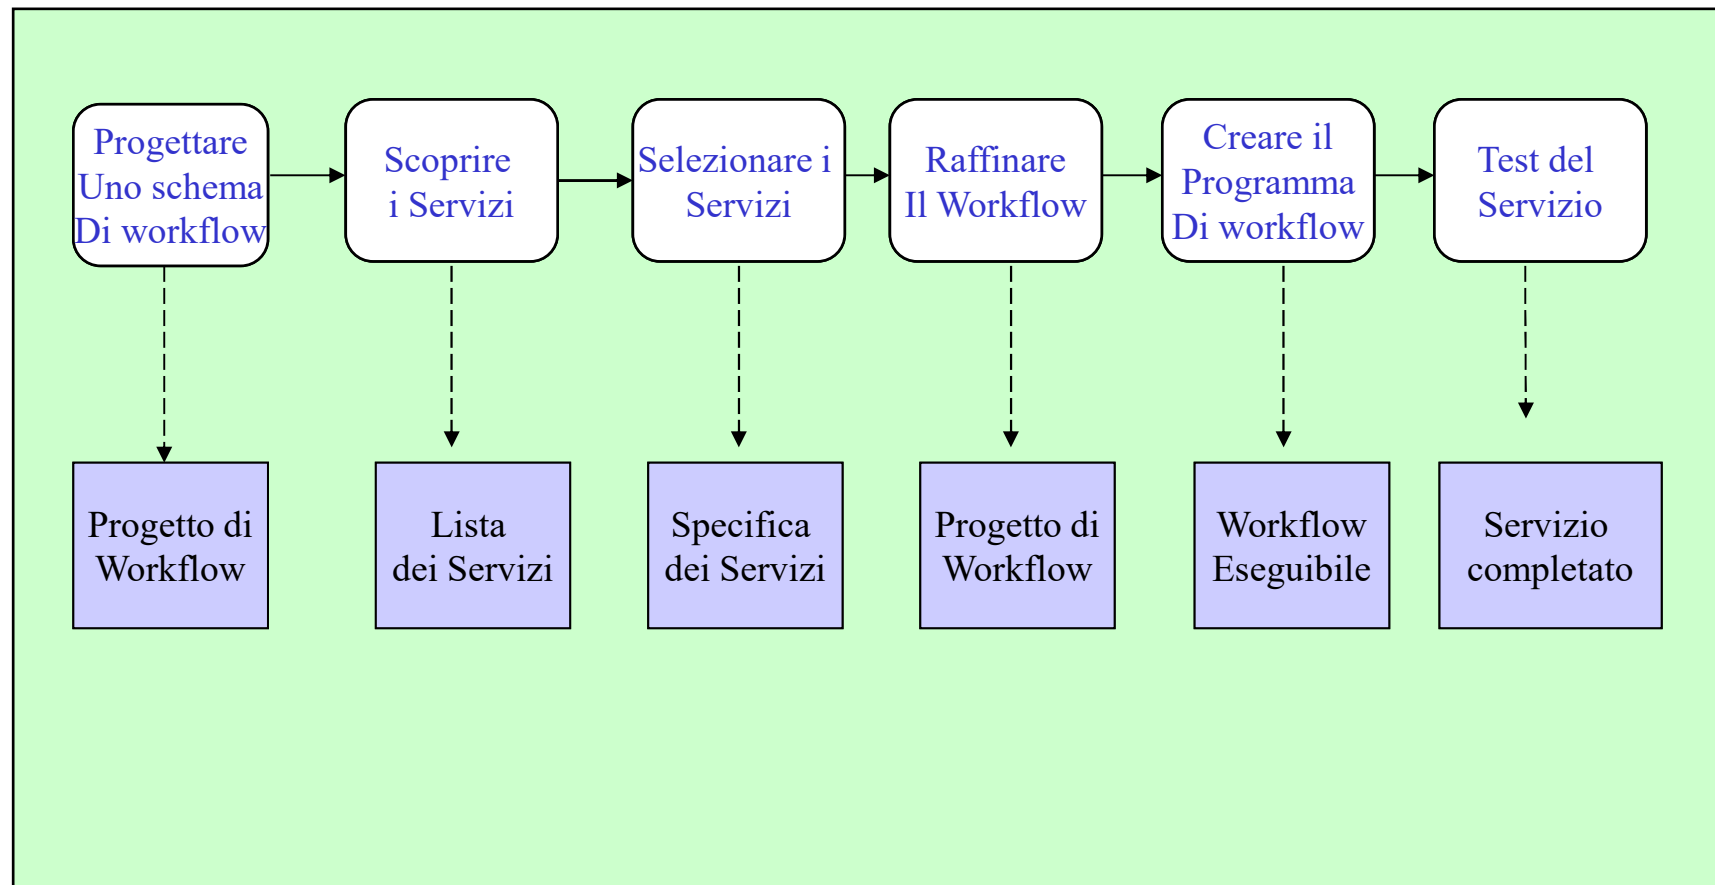 Progettare
Uno schema
Di workflow
Scoprire
i Servizi
Selezionare i
Servizi
Raffinare
Il Workflow
Creare il
Programma
Di workflow
Test del
Servizio
Progetto di
Workflow
Lista
dei Servizi
Specifica
dei Servizi
Progetto di
Workflow
Workflow
Eseguibile
Servizio
completato